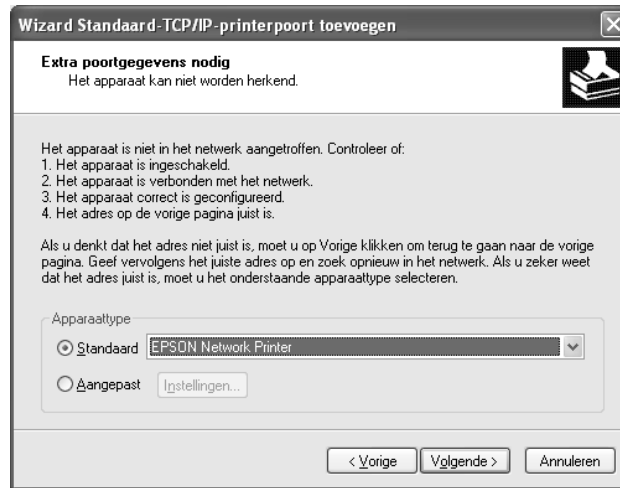 Wizard Standaard-TCP/IP-printerpoort toevoegen
Extra poortgegevens nodig
Het apparaat kan niet worden herkend.
Het apparaat is niet in het netwerk aangetroffen. Controleer of:
1. Het apparaat is ingeschakeld.
2. Het apparaat is verbonden met het netwerk.
3. Het apparaat correct is geconfigureerd.
4. Het adres op de vorige pagina juist is.
Als u denkt dat het adres niet juist is, moet u op Vorige klikken om terug te gaan naar de vorige
pagina. Geef vervolgens het juiste adres op en zoek opnieuw in het netwerk. Als u zeker weet
dat het adres juist is, moet u het onderstaande apparaattype selecteren.
Apparaattype
Standaard EPSON Network Printer
Aangepast Instellingen...
< Vorige Volgende > Annuleren